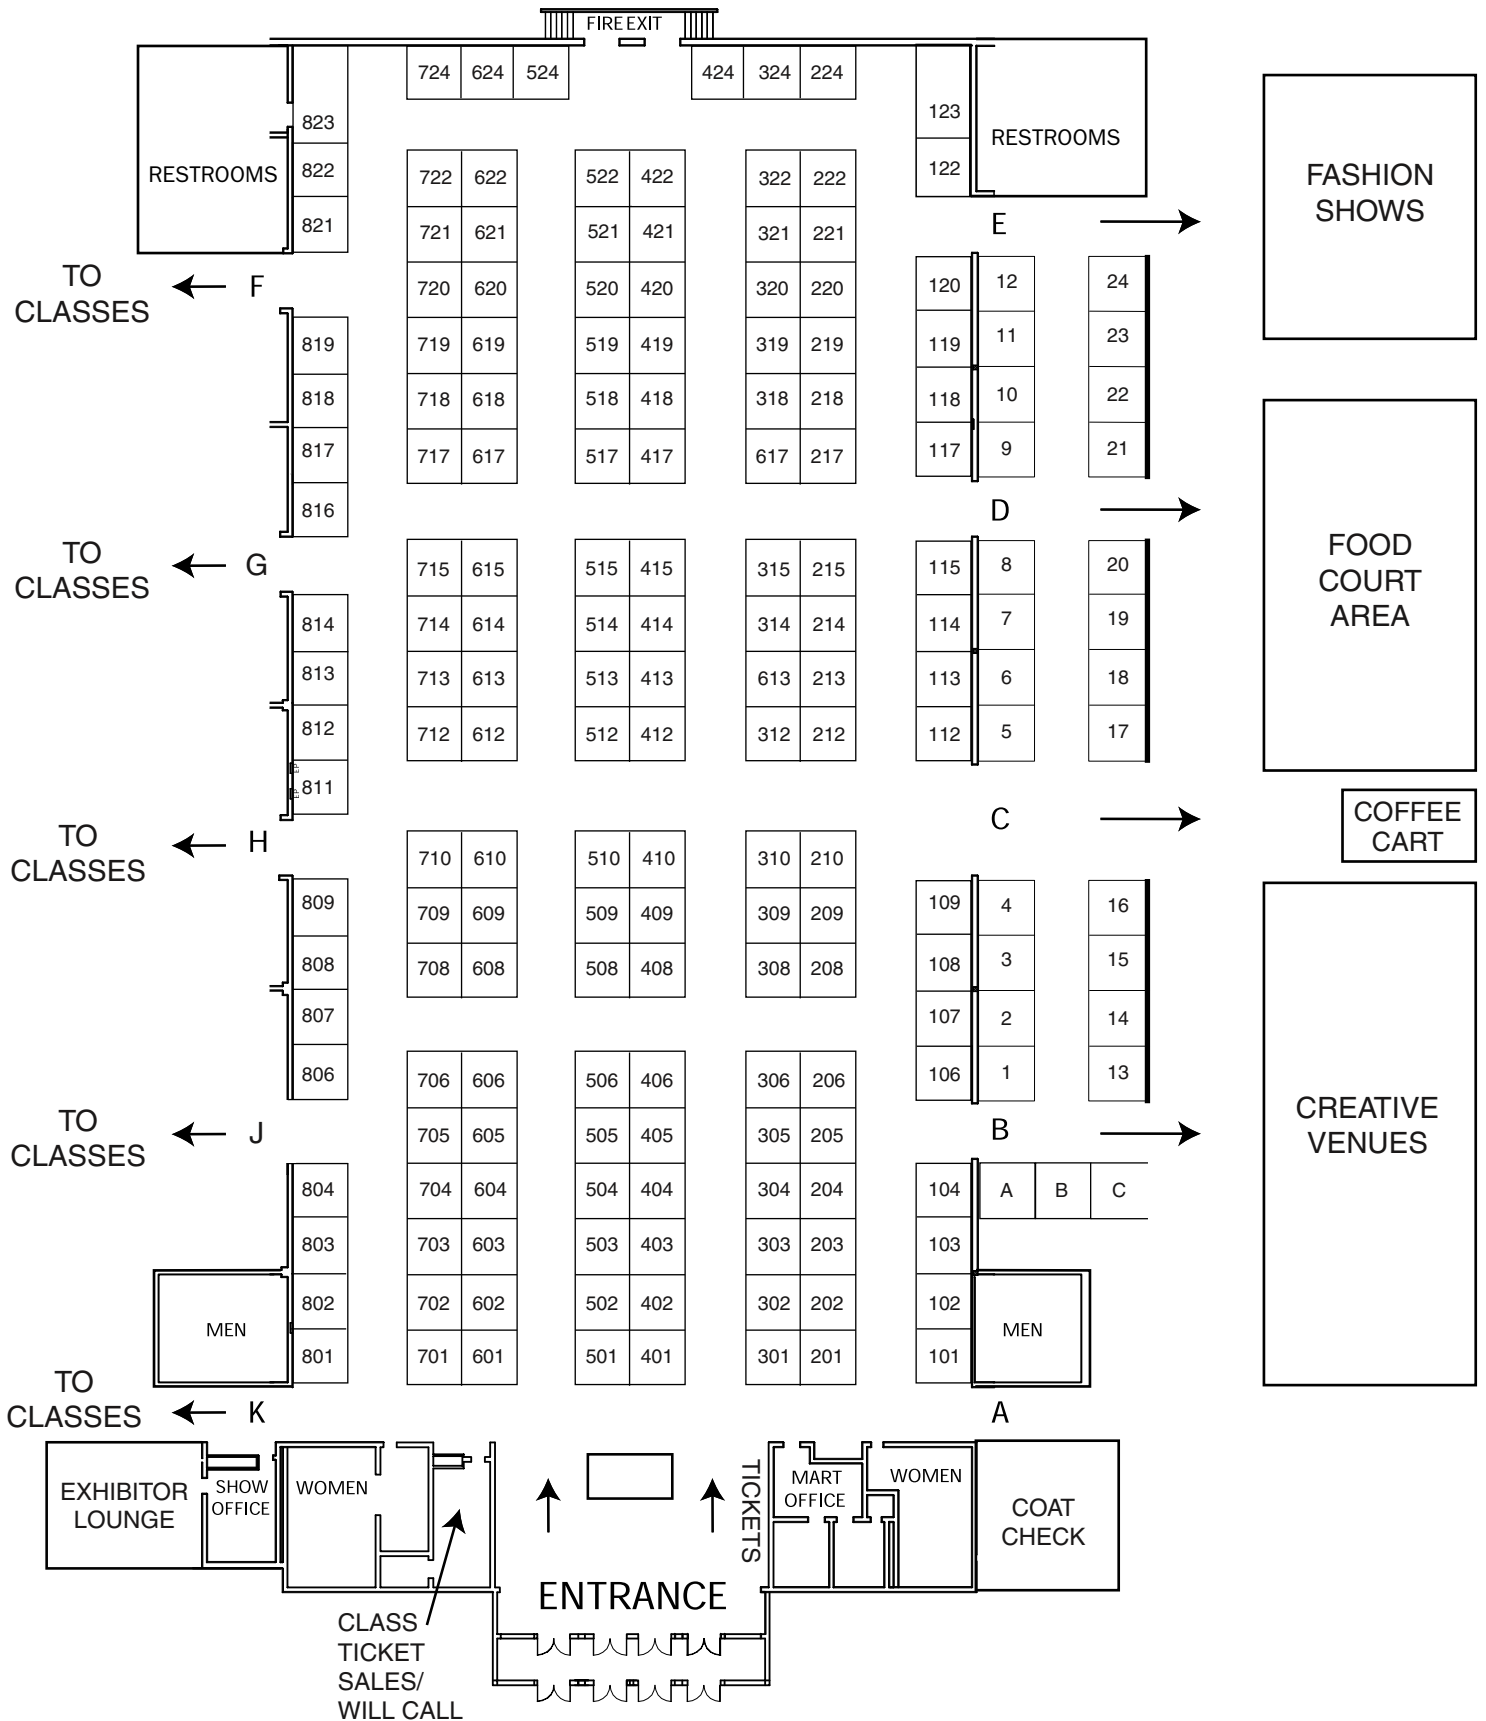 FIRE EXIT
724 624 524 424 324 224
823 123
RESTROOMS
RESTROOMS
822 722 622 522 422 322 222 122
FASHION
SHOWS
821 721 621 521 421 321 221
E
TO
CLASSES
F
720 620 520 420 320 220 120 12 24
819 719 619 519 419 319 219 119 11 23
818 718 618 518 418 318 218 118 10 22
817 717 617 517 417 617 217 117 9 21
816
D
TO
CLASSES
G
FOOD
COURT
AREA
715 615 515 415 315 215 115 8 20
814 714 614 514 414 314 214 114 7 19
813 713 613 513 413 613 213 113 6 18
812 712 612 512 412 312 212 112 5 17
EP
EP
811
C
COFFEE
CART
TO
CLASSES
H
710 610 510 410 310 210
809 709 609 509 409 309 209 109 4 16
808 708 608 508 408 308 208 108 3 15
807 107 2 14
806 706 606 506 406 306 206 106 1 13
CREATIVE
VENUES
TO
CLASSES
J
705 605 505 405 305 205
B
804 704 604 504 404 304 204 104 A B C
803 703 603 503 403 303 203 103
802 702 602 502 402 302 202 102
MEN
MEN
801 701 601 501 401 301 201 101
TO
CLASSES
K
A
EXHIBITOR
LOUNGE
SHOW
OFFICE
WOMEN
TICKETS
MART
OFFICE
WOMEN
COAT
CHECK
ENTRANCE
CLASS
TICKET
SALES/
WILL CALL